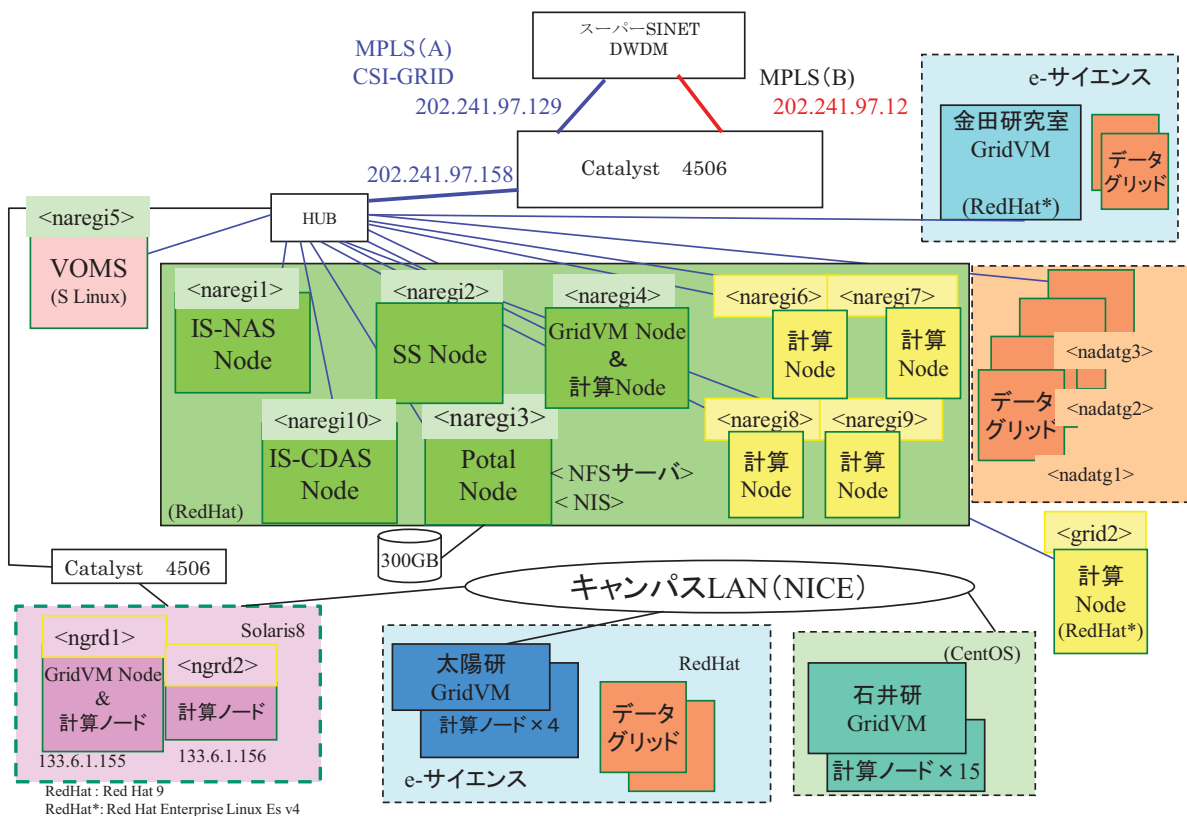 スーパーSINET
DWDM
MPLS(A)
CSI-GRID
202.241.97.129
MPLS(B)
202.241.97.12
e-サイエンス
金田研究室
GridVM
(RedHat*)
データ
グリッド
Catalyst 4506
202.241.97.158
HUB
<naregi5>
VOMS
(S Linux)
<naregi1>
IS-NAS
Node
<naregi2>
SS Node
<naregi4>
GridVM Node
&
計算Node
<naregi6>
計算
Node
<naregi7>
計算
Node
<naregi10>
IS-CDAS
Node
<naregi3>
Potal
Node
<NFSサーバ>
<NIS>
<naregi8>
計算
Node
<naregi9>
計算
Node
(RedHat)
データ
グリッド
<nadatg3>
<nadatg2>
<nadatg1>
300GB
<grid2>
計算
Node
(RedHat*)
Catalyst 4506
キャンパスLAN(NICE)
Solaris8
<ngrd1>
GridVM Node
&
計算ノード
133.6.1.155
<ngrd2>
計算ノード
133.6.1.156
太陽研
GridVM
計算ノード×4
RedHat
データ
グリッド
e-サイエンス
(CentOS)
石井研
GridVM
計算ノード×15
RedHat : Red Hat 9
RedHat*: Red Hat Enterprise Linux Es v4